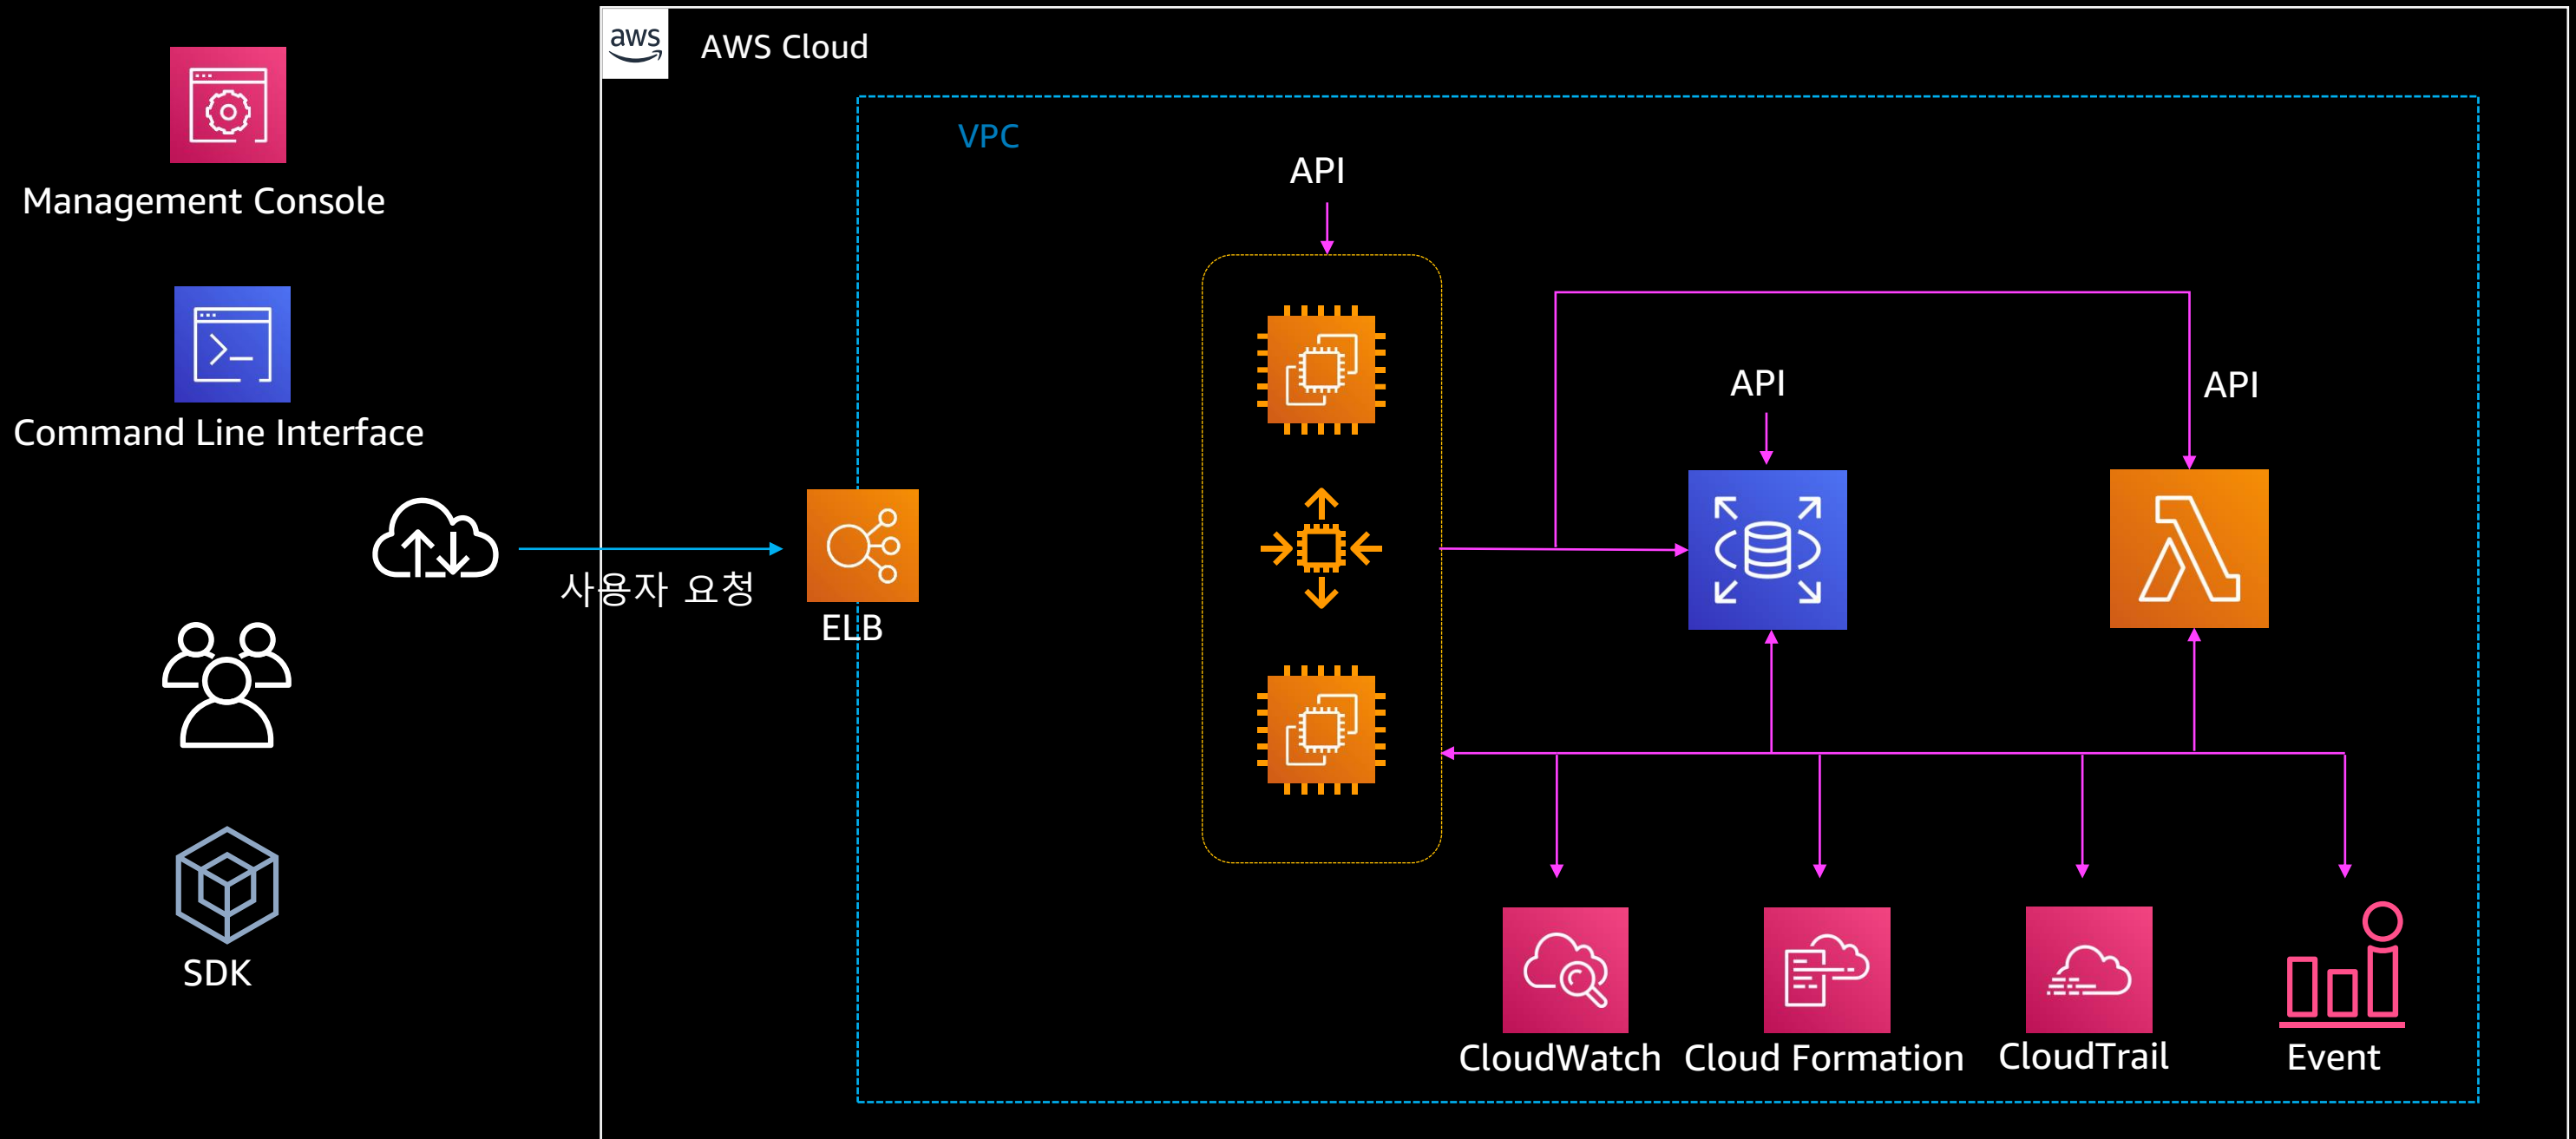 aws
AWS Cloud
Management Console
Command Line Interface
사용자 요청
SDK
VPC
ELB
API
API
API
CloudWatch
Cloud Formation
CloudTrail
Event